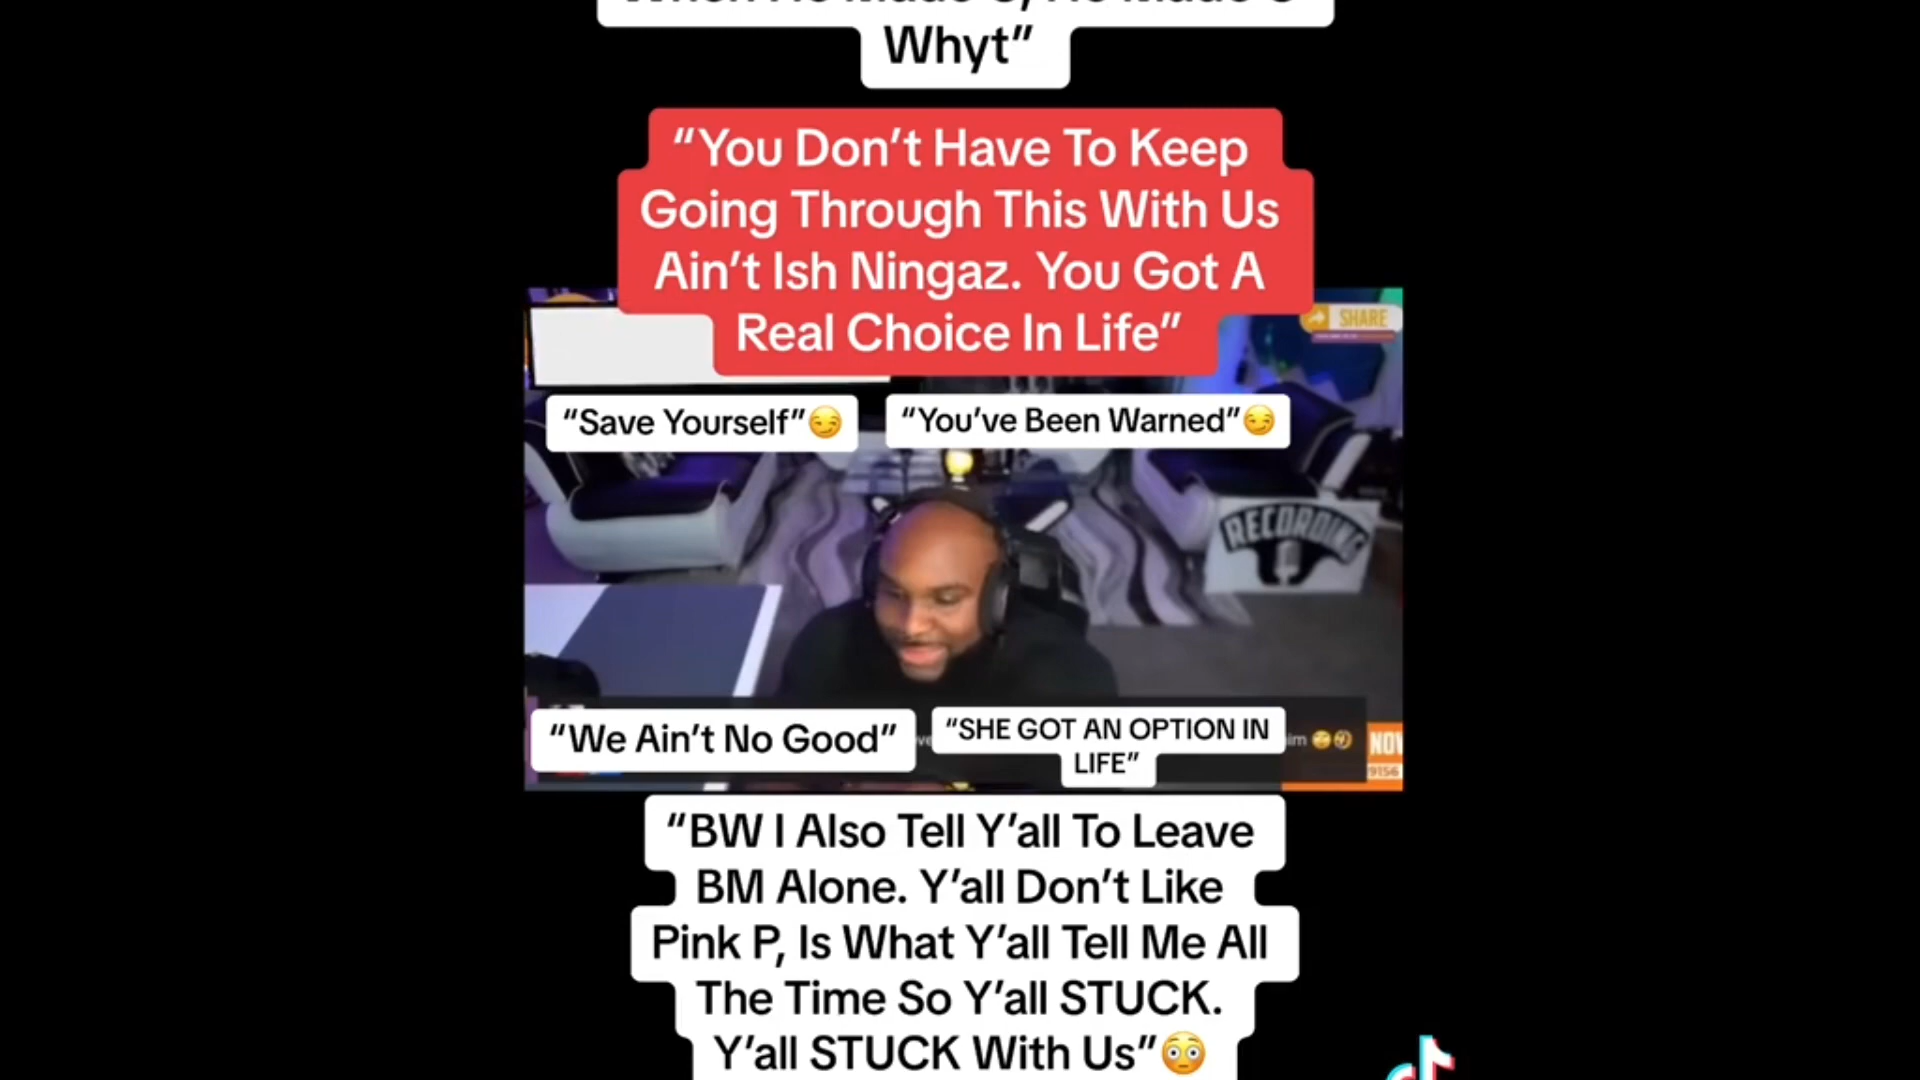 Whyt”
“You Don’t Have To Keep
Going Through This With Us
Ain’t Ish Ningaz. You Got A
Real Choice In Life”
SHARE
“Save Yourself”😏
“You’ve Been Warned”😏
RECORDING
“We Ain’t No Good”
“SHE GOT AN OPTION IN
LIFE”
NOW
9156
“BW I Also Tell Y’all To Leave
BM Alone. Y’all Don’t Like
Pink P, Is What Y’all Tell Me All
The Time So Y’all STUCK.
Y’all STUCK With Us”😳